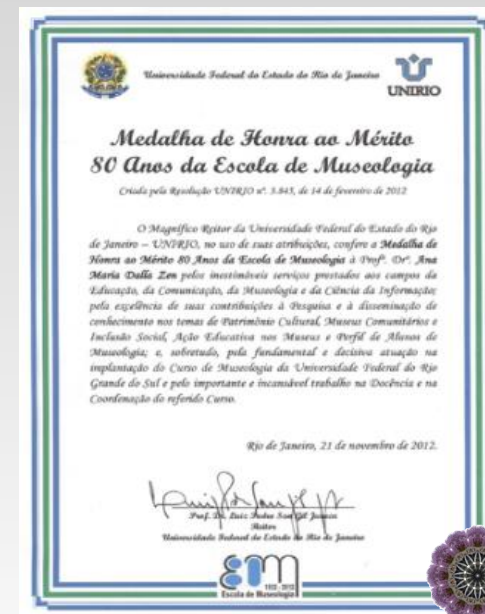 Universidade Federal do Estado do Rio de Janeiro
UNIRIO
Medalha de Honra ao Mérito
80 Anos da Escola de Museologia
Criada pela Resolução UNIRIO nº. 3.845, de 14 de fevereiro de 2012
O Magnífico Reitor da Universidade Federal do Estado do Rio
de Janeiro – UNIRIO, no uso de suas atribuições, confere a Medalha de
Honra ao Mérito 80 Anos da Escola de Museologia à Profª. Drª. Ana
Maria Dalla Zen pelos inestimáveis serviços prestados aos campos da
Educação, da Comunicação, da Museologia e da Ciência da Informação;
pela excelência de suas contribuições à Pesquisa e à disseminação de
conhecimento nos temas de Patrimônio Cultural, Museus Comunitários e
Inclusão Social, Ação Educativa nos Museus e Perfil de Alunos de
Museologia; e, sobretudo, pela fundamental e decisiva atuação na
implantação do Curso de Museologia da Universidade Federal do Rio
Grande do Sul e pelo importante e incansável trabalho na Docência e na
Coordenação do referido Curso.
Rio de Janeiro, 21 de novembro de 2012.
Prof. Dr. Luiz Pedro San Gil Jutuca
Reitor
Universidade Federal do Estado do Rio de Janeiro
1932 - 2012
Escola de Museologia